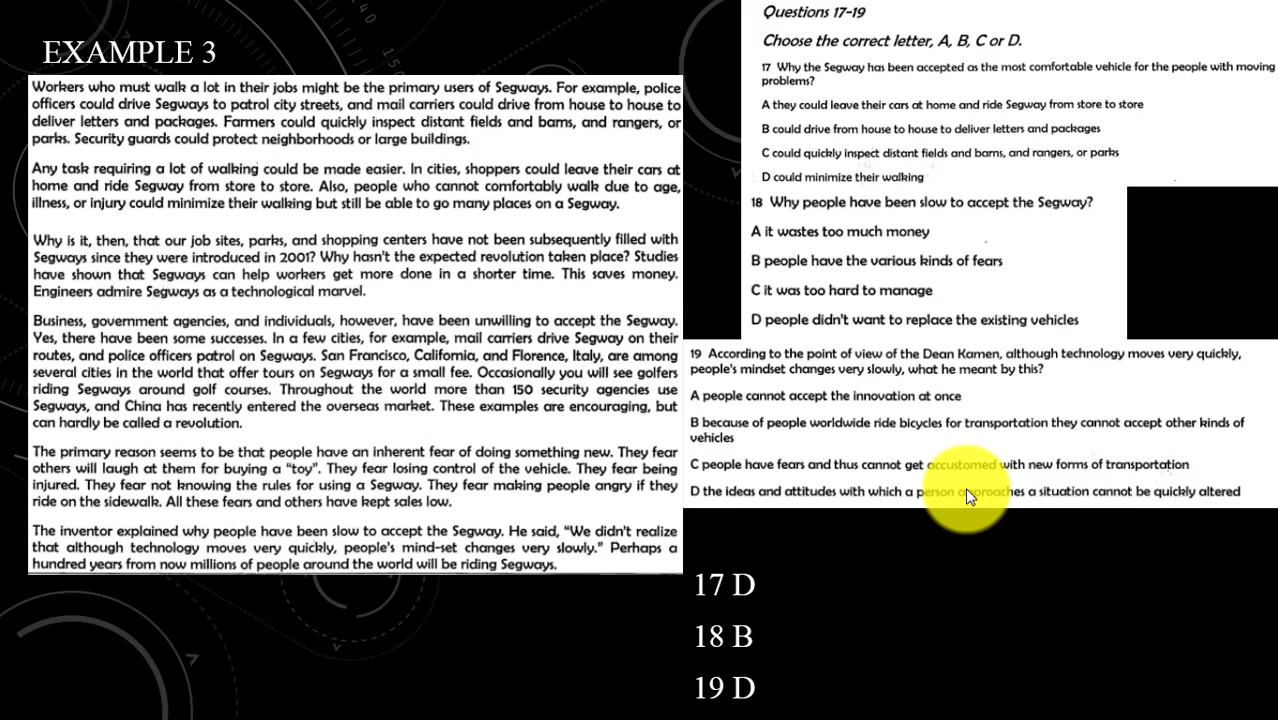 EXAMPLE 3
Workers who must walk a lot in their jobs might be the primary users of Segways. For example, police
officers could drive Segways to patrol city streets, and mail carriers could drive from house to house to
deliver letters and packages. Farmers could quickly inspect distant fields and barns, and rangers, or
parks. Security guards could protect neighborhoods or large buildings.
Any task requiring a lot of walking could be made easier. In cities, shoppers could leave their cars at
home and ride Segway from store to store. Also, people who cannot comfortably walk due to age,
illness, or injury could minimize their walking but still be able to go many places on a Segway.
Why is it, then, that our job sites, parks, and shopping centers have not been subsequently filled with
Segways since they were introduced in 2001? Why hasn't the expected revolution taken place? Studies
have shown that Segways can help workers get more done in a shorter time. This saves money.
Engineers admire Segways as a technological marvel.
Business, government agencies, and individuals, however, have been unwilling to accept the Segway.
Yes, there have been some successes. In a few cities, for example, mail carriers drive Segway on their
routes, and police officers patrol on Segways. San Francisco, California, and Florence, Italy, are among
several cities in the world that offer tours on Segways for a small fee. Occasionally you will see golfers
riding Segways around golf courses. Throughout the world more than 150 security agencies use
Segways, and China has recently entered the overseas market. These examples are encouraging, but
can hardly be called a revolution.
The primary reason seems to be that people have an inherent fear of doing something new. They fear
others will laugh at them for buying a "toy". They fear losing control of the vehicle. They fear being
injured. They fear not knowing the rules for using a Segway. They fear making people angry if they
ride on the sidewalk. All these fears and others have kept sales low.
The inventor explained why people have been slow to accept the Segway. He said, "We didn't realize
that although technology moves very quickly, people's mind-set changes very slowly." Perhaps a
hundred years from now millions of people around the world will be riding Segways.
Questions 17-19
Choose the correct letter, A, B, C or D.
17 Why the Segway has been accepted as the most comfortable vehicle for the people with moving
problems?
A they could leave their cars at home and ride Segway from store to store
B could drive from house to house to deliver letters and packages
C could quickly inspect distant fields and barns, and rangers, or parks
D could minimize their walking
18 Why people have been slow to accept the Segway?
A it wastes too much money
B people have the various kinds of fears
C it was too hard to manage
D people didn't want to replace the existing vehicles
19 According to the point of view of the Dean Kamen, although technology moves very quickly,
people's mindset changes very slowly, what he meant by this?
A people cannot accept the innovation at once
B because of people worldwide ride bicycles for transportation they cannot accept other kinds of
vehicles
C people have fears and thus cannot get accustomed with new forms of transportation
D the ideas and attitudes with which a person approaches a situation cannot be quickly altered
17 D
18 B
19 D